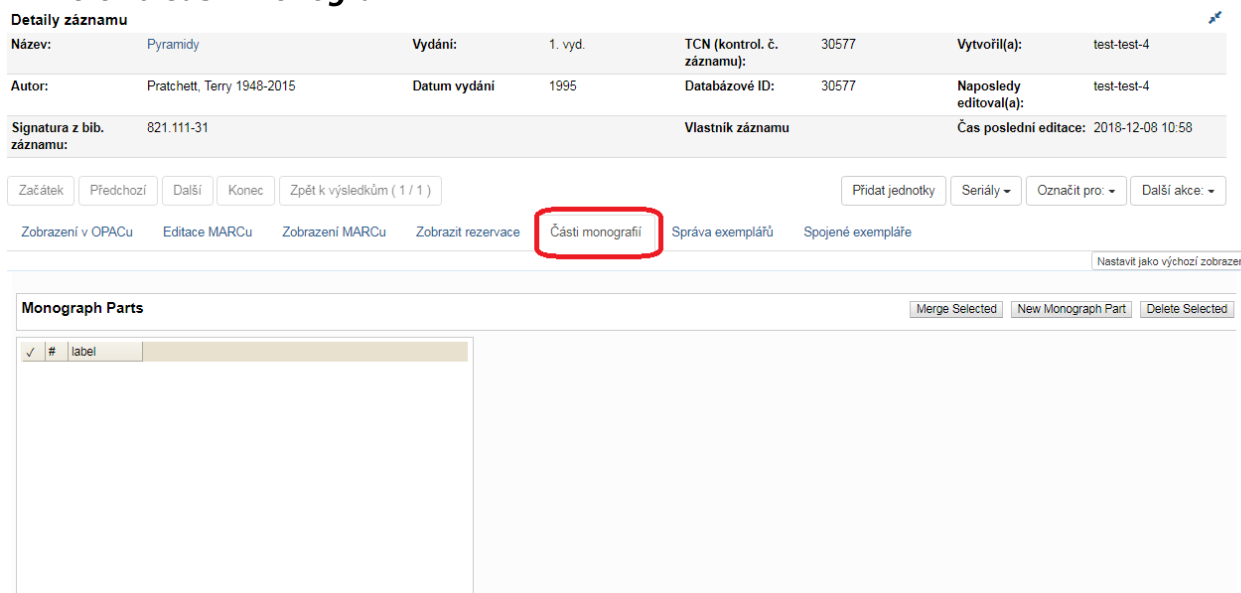 Detaily záznamu
Název: Pyramidy Vydání: 1. vyd. TCN (kontrol. č. záznamu): 30577 Vytvořil(a): test-test-4
Autor: Pratchett, Terry 1948-2015 Datum vydání 1995 Databázové ID: 30577 Naposledy editoval(a): test-test-4
Signatura z bib. záznamu: 821.111-31 Vlastník záznamu Čas poslední editace: 2018-12-08 10:58
Začátek Předchozí Další Konec Zpět k výsledkům ( 1 / 1 ) Přidat jednotky Seriály Označit pro: Další akce:
Zobrazení v OPACu Editace MARCu Zobrazení MARCu Zobrazit rezervace Části monografií Správa exemplářů Spojené exempláře
Nastavit jako výchozí
Monograph Parts Merge Selected New Monograph Part Delete Selected
✓ # label